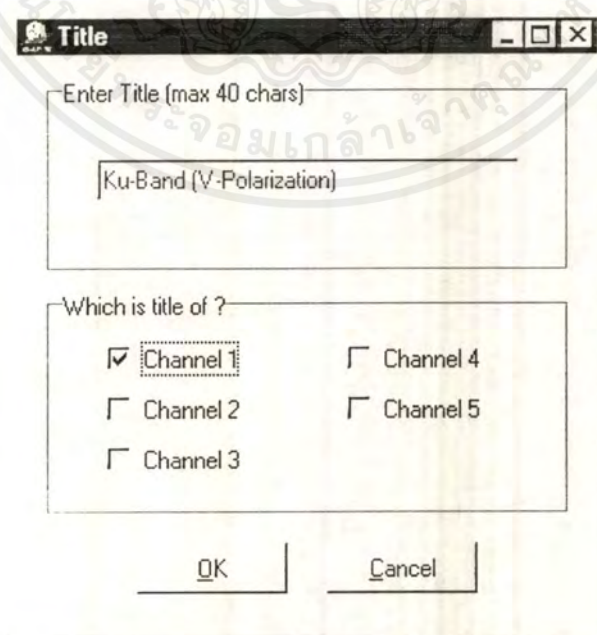 Title
Enter Title (max 40 chars)
Ku-Band (V-Polarization)
Which is title of ?
Channel 1
Channel 4
Channel 2
Channel 5
Channel 3
OK
Cancel